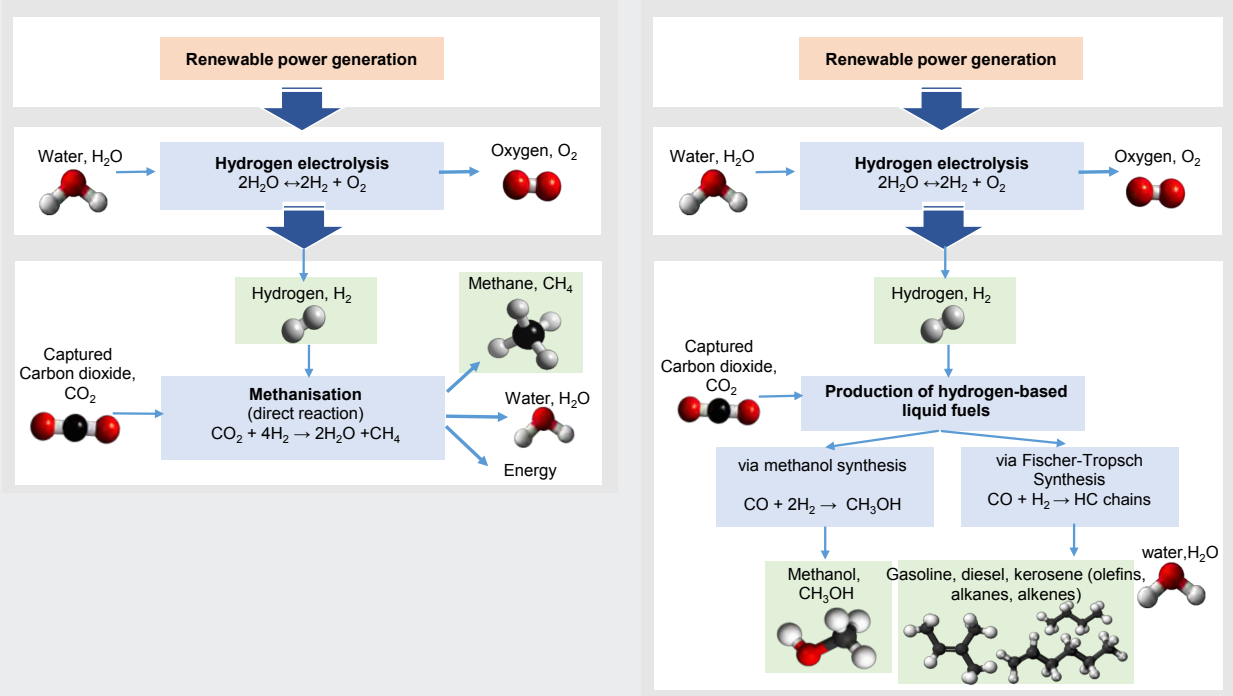 Renewable power generation
Water, H₂O
Hydrogen electrolysis
2H₂O ↔2H₂ + O₂
Oxygen, O₂
Hydrogen, H₂
Methane, CH₄
Captured
Carbon dioxide,
CO₂
Methanisation
(direct reaction)
CO₂ + 4H₂ → 2H₂O +CH₄
Water, H₂O
Energy
Renewable power generation
Water, H₂O
Hydrogen electrolysis
2H₂O ↔2H₂ + O₂
Oxygen, O₂
Hydrogen, H₂
Captured
Carbon dioxide,
CO₂
Production of hydrogen-based
liquid fuels
via methanol synthesis
CO + 2H₂ → CH₃OH
via Fischer-Tropsch
Synthesis
CO + H₂ → HC chains
Methanol,
CH₃OH
Gasoline, diesel, kerosene (olefins,
alkanes, alkenes)
water,H₂O